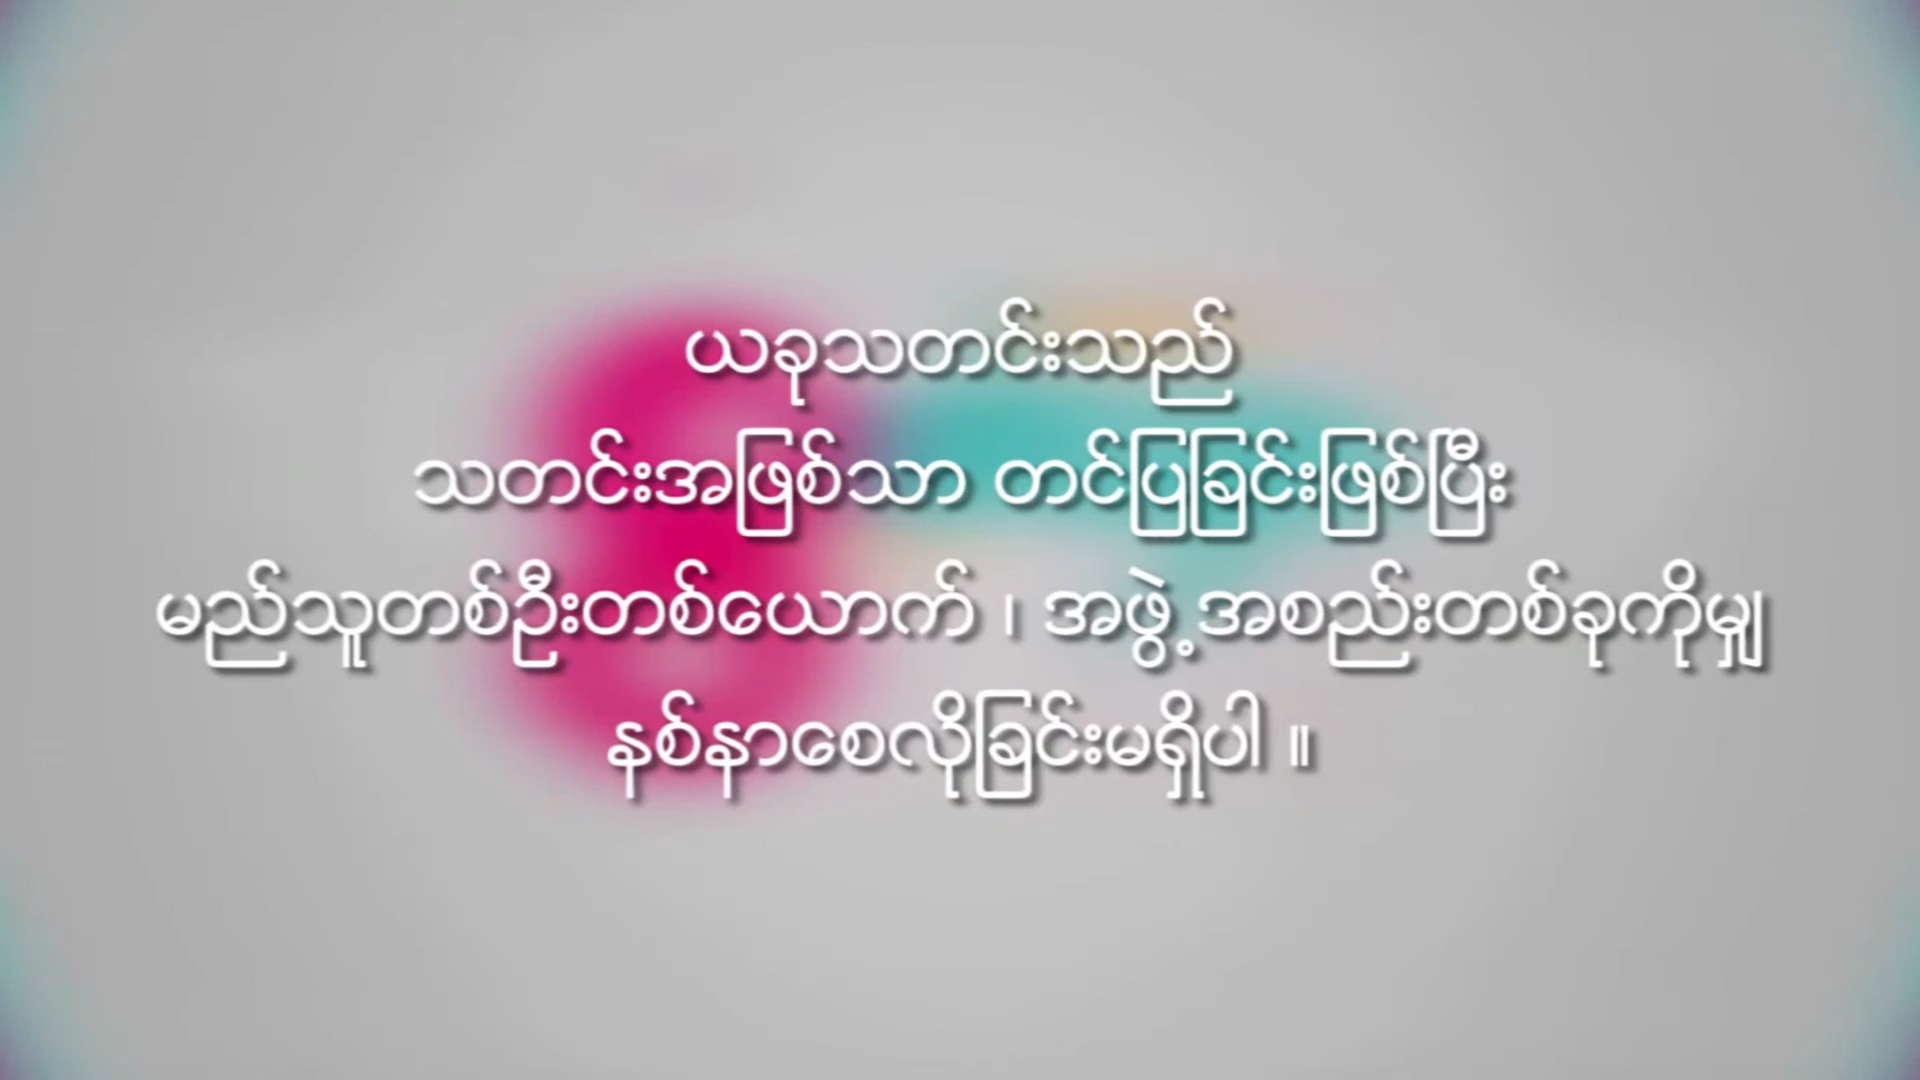 ယခုသတင်းသည်
သတင်းအဖြစ်သာ တင်ပြခြင်းဖြစ်ပြီး
မည်သူတစ်ဦးတစ်ယောက် ၊ အဖွဲ့အစည်းတစ်ခုကိုမျှ
နစ်နာစေလိုခြင်းမရှိပါ ။